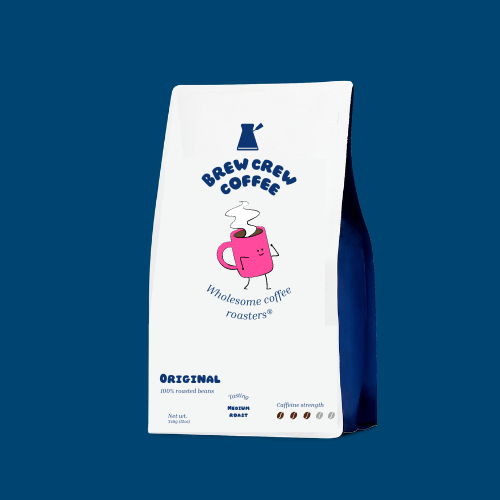 BREW CREW
COFFEE
Wholesome coffee
roasters®
ORIGINAL
100% roasted beans
Tasting
MEDIUM
ROAST
Caffeine strength
Net wt.